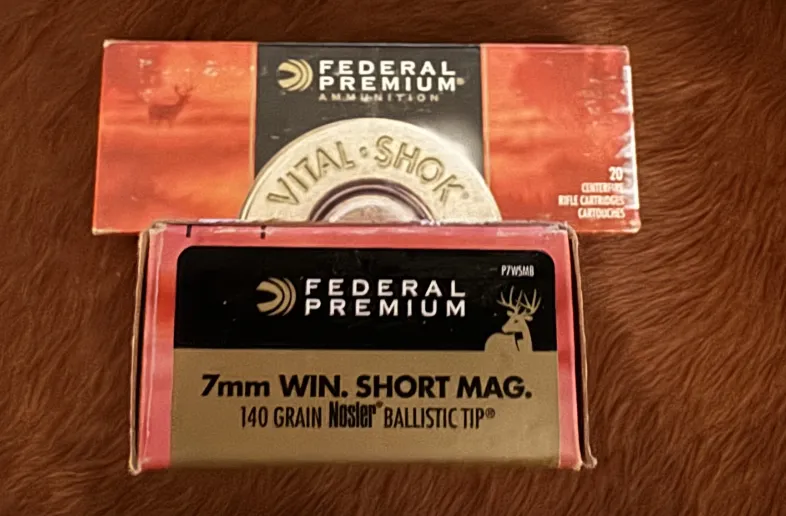 FEDERAL
PREMIUM®
AMMUNITION
VITAL·SHOK®
20
CENTERFIRE
RIFLE CARTRIDGES
CARTOUCHES
P7WSMB
FEDERAL
PREMIUM
7mm WIN. SHORT MAG.
140 GRAIN Nosler® BALLISTIC TIP®